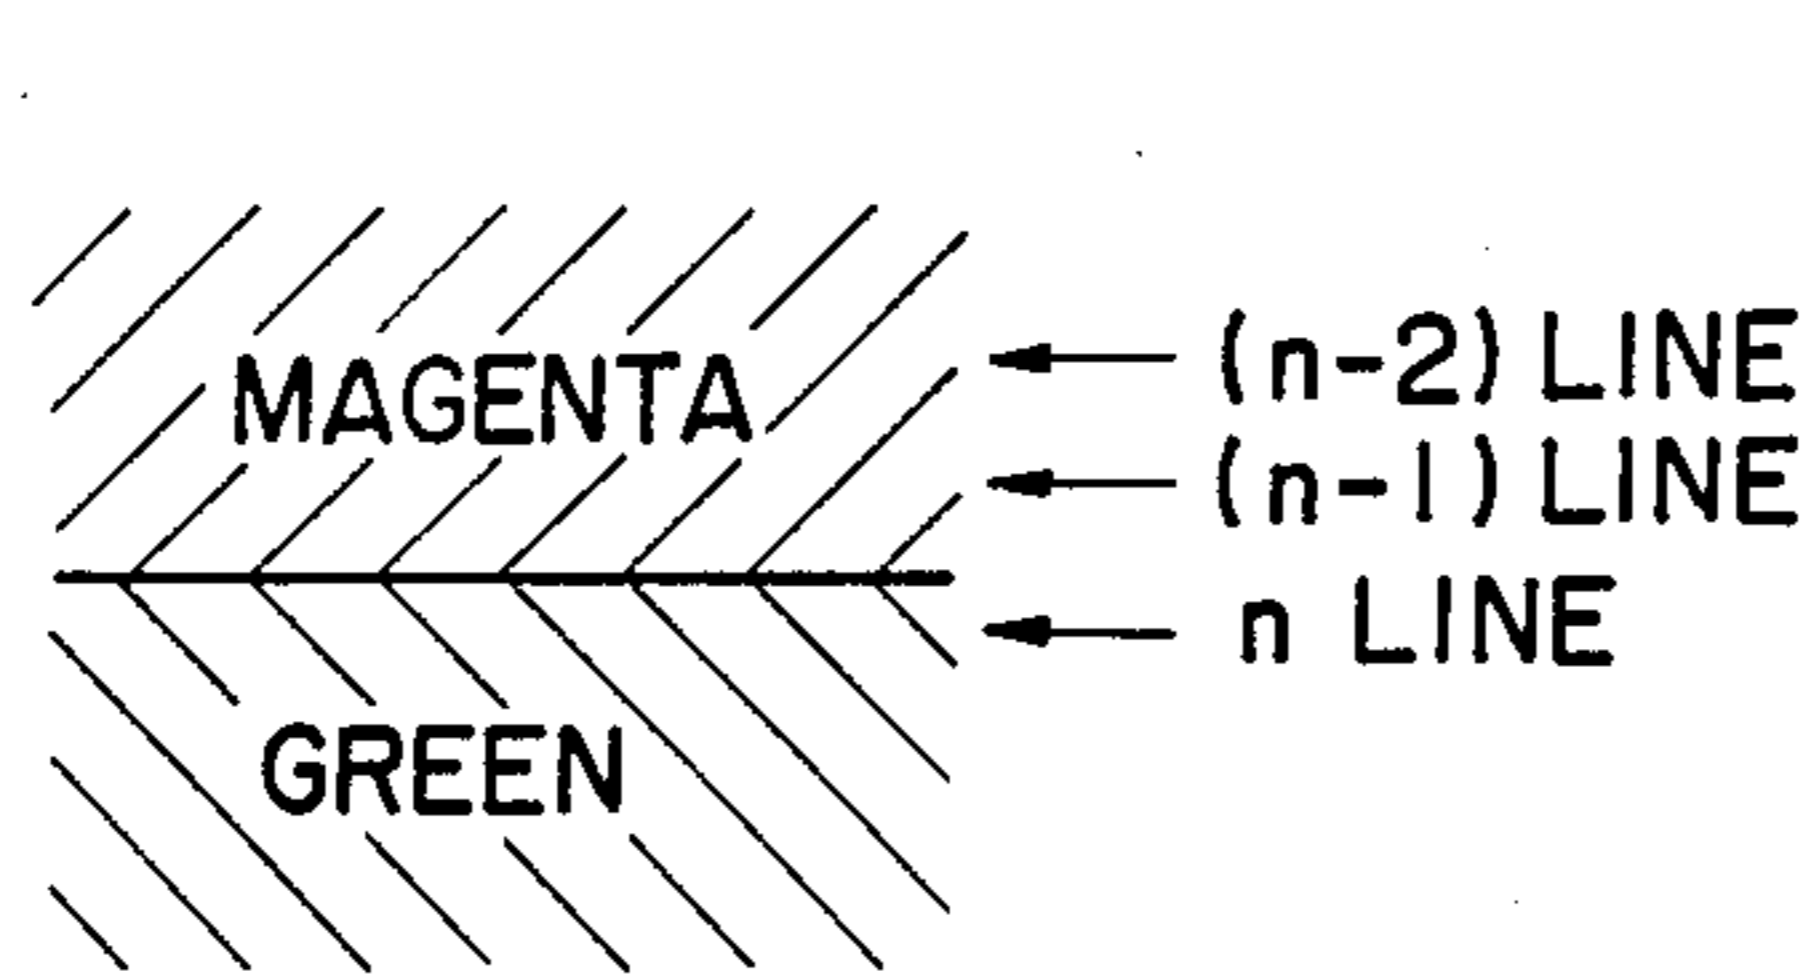 MAGENTA
(n-2) LINE
(n-1) LINE
n LINE
GREEN